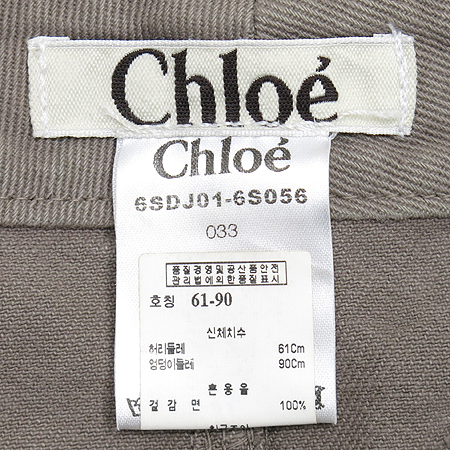 Chloé
Chloé
6SDJ01-6S056
033
품질경영및공산품안전
관리법에의한품질표시
호칭 61-90
신체치수
허리둘레 61Cm
엉덩이둘레 90Cm
혼용율
겉감면 100%